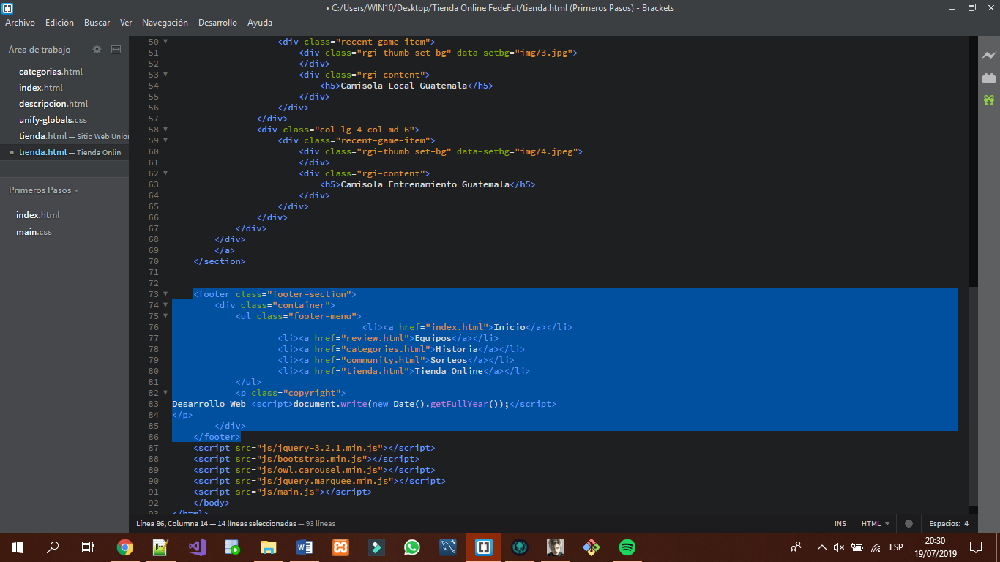 • C:/Users/WIN10/Desktop/Tienda Online FedeFut/tienda.html (Primeros Pasos) - Brackets
Archivo Edición Buscar Ver Navegación Desarrollo Ayuda
Área de trabajo
categorias.html
index.html
descripcion.html
unify-globals.css
tienda.html — Sitio Web Union
tienda.html — Tienda Online
Primeros Pasos
index.html
main.css
50 <div class="recent-game-item">
51 <div class="rgi-thumb set-bg" data-setbg="img/3.jpg">
52 </div>
53 <div class="rgi-content">
54 <h5>Camisola Local Guatemala</h5>
55 </div>
56 </div>
57 </div>
58 <div class="col-lg-4 col-md-6">
59 <div class="recent-game-item">
60 <div class="rgi-thumb set-bg" data-setbg="img/4.jpeg">
61 </div>
62 <div class="rgi-content">
63 <h5>Camisola Entrenamiento Guatemala</h5>
64 </div>
65 </div>
66 </div>
67 </div>
68 </div>
69 </a>
70 </section>
71
72
73 <footer class="footer-section">
74 <div class="container">
75 <ul class="footer-menu">
76 <li><a href="index.html">Inicio</a></li>
77 <li><a href="review.html">Equipos</a></li>
78 <li><a href="categories.html">Historia</a></li>
79 <li><a href="community.html">Sorteos</a></li>
80 <li><a href="tienda.html">Tienda Online</a></li>
81 </ul>
82 <p class="copyright">
83 Desarrollo Web <script>document.write(new Date().getFullYear());</script>
84 </p>
85 </div>
86 </footer>
87 <script src="js/jquery-3.2.1.min.js"></script>
88 <script src="js/bootstrap.min.js"></script>
89 <script src="js/owl.carousel.min.js"></script>
90 <script src="js/jquery.marquee.min.js"></script>
91 <script src="js/main.js"></script>
92 </body>
93 </html>
Línea 86, Columna 14 — 14 líneas seleccionadas — 93 líneas
INS HTML Espacios: 4
ESP
20:30
19/07/2019